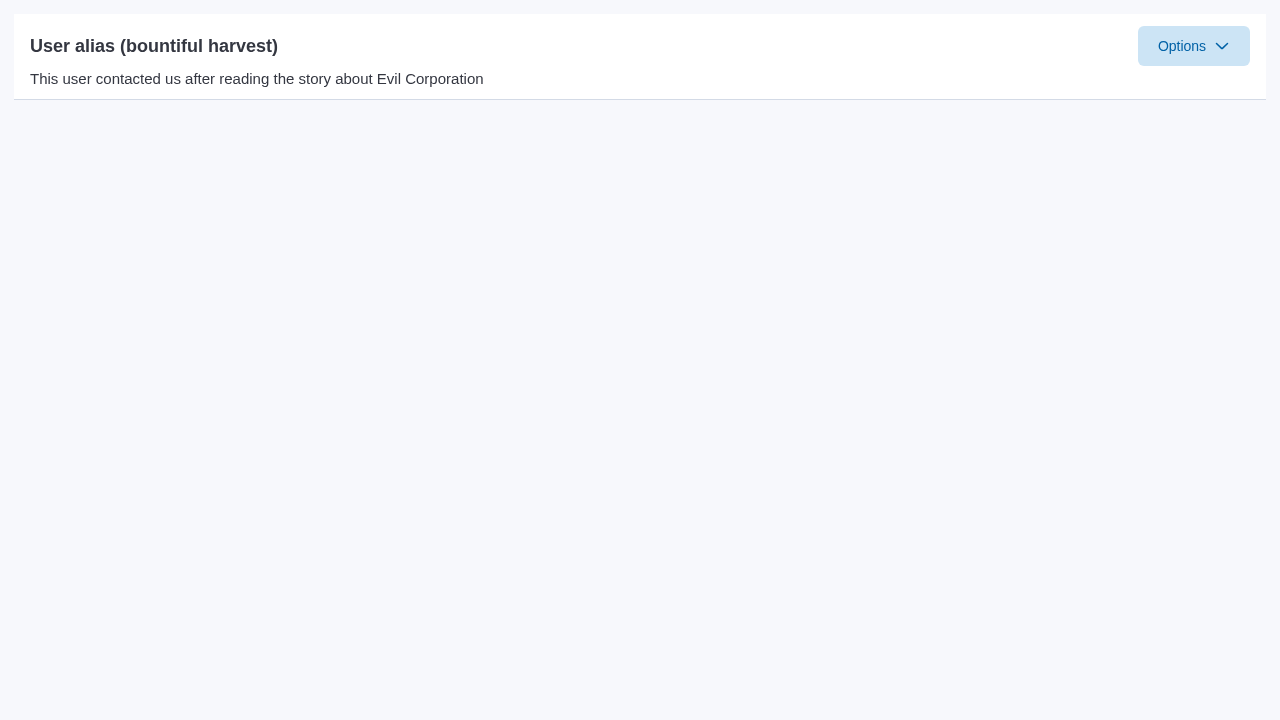 User alias (bountiful harvest)
Options
This user contacted us after reading the story about Evil Corporation